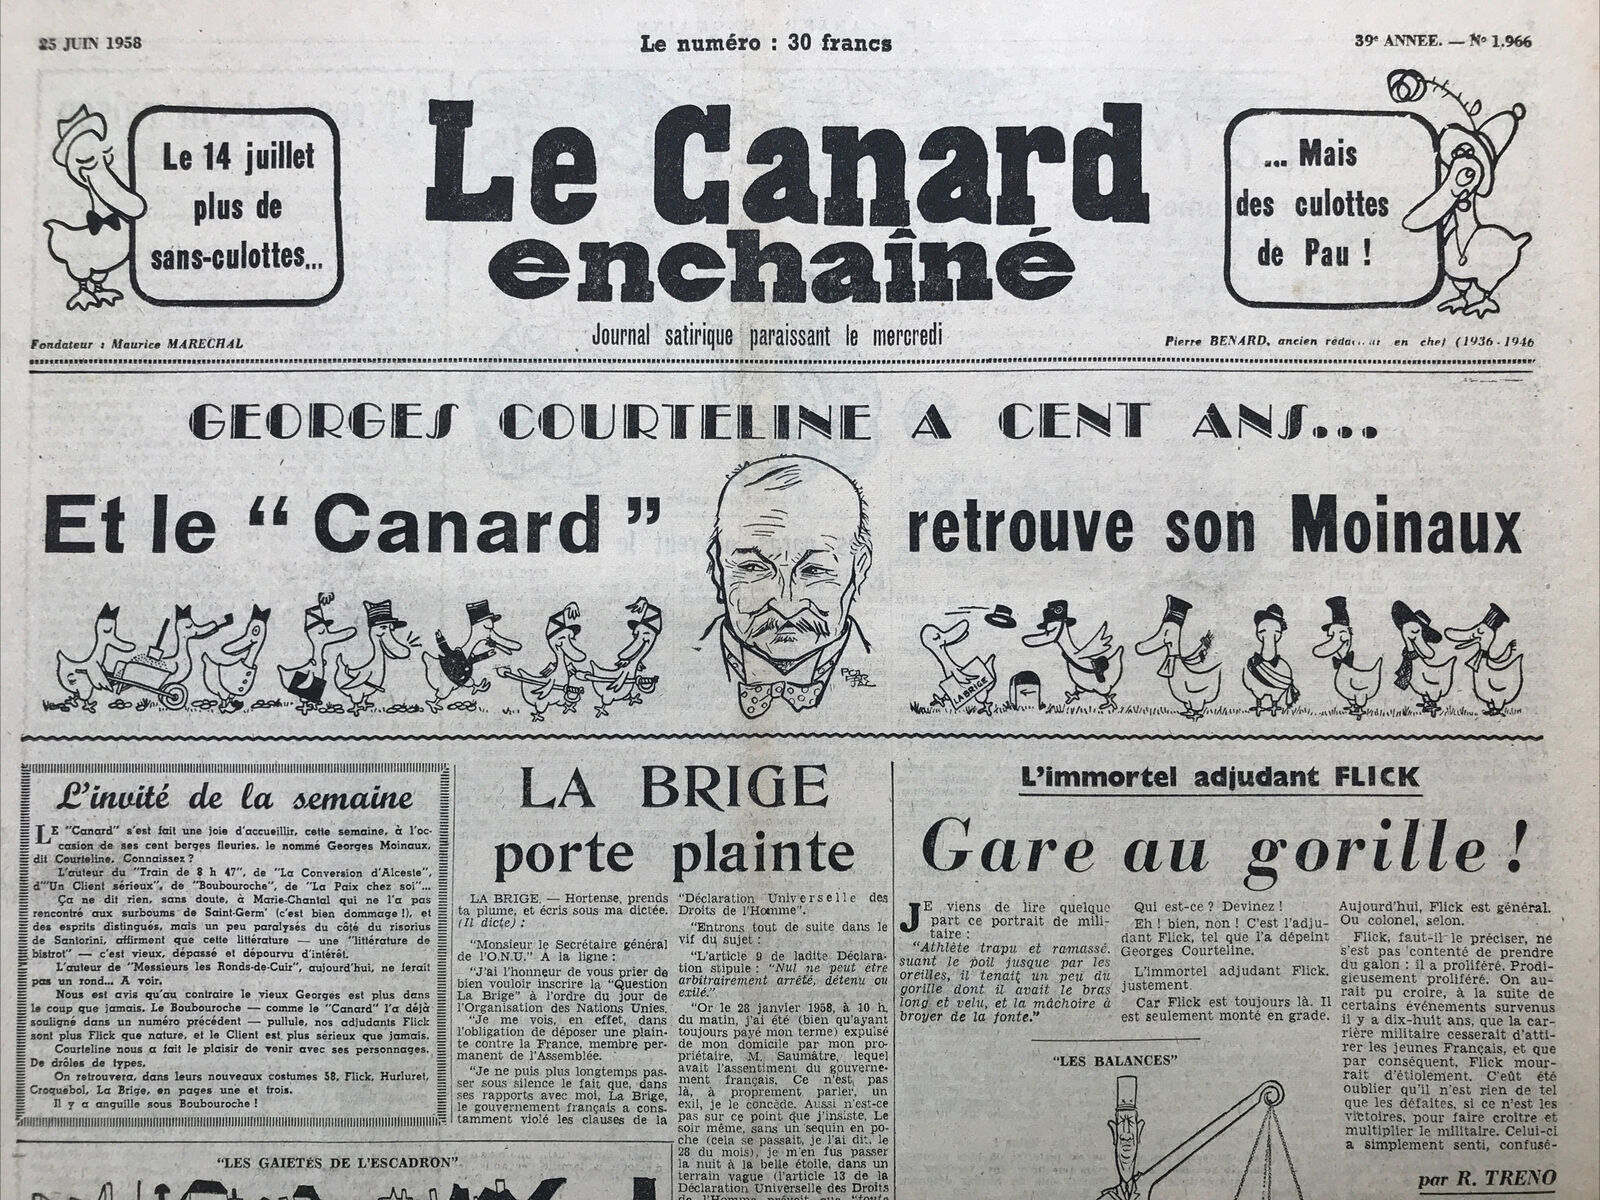 25 JUIN 1958
Le numéro : 30 francs
39e ANNEE. — No 1.966
Le 14 juillet
plus de
sans-culottes...
Le Canard
enchaîné
... Mais
des culottes
de Pau !
Journal satirique paraissant le mercredi
Fondateur : Maurice MARECHAL
Pierre BENARD, ancien réda    ur en chef (1936-1946
GEORGES COURTELINE A CENT ANS...
Et le " Canard " retrouve son Moinaux
LA BRIGE
L'invité de la semaine
LE "Canard" s'est fait une joie d'accueillir, cette semaine, à l'oc-
casion de ses cent berges fleuries, le nommé Georges Moinaux,
dit Courteline. Connaissez ?
L'auteur du "Train de 8 h 47", de "La Conversion d'Alceste",
d'"Un Client sérieux", de "Boubouroche", de "La Paix chez soi"...
Ça ne dit rien, sans doute, à Marie-Chantal qui ne l'a pas
rencontré aux surboums de Saint-Germ' (c'est bien dommage !), et
des esprits distingués, mais un peu paralysés du côté du risorius
de Santorini, affirment que cette littérature — une "littérature de
bistrot" — c'est vieux, dépassé et dépourvu d'intérêt.
L'auteur de "Messieurs les Ronds-de-Cuir", aujourd'hui, ne ferait
pas un rond... A voir.
Nous est avis qu'au contraire le vieux Georges est plus dans
le coup que jamais. Le Boubouroche — comme le "Canard" l'a déjà
souligné dans un numéro précédent — pullule, nos adjudants Flick
sont plus Flick que nature, et le Client est plus sérieux que jamais.
Courteline nous a fait le plaisir de venir avec ses personnages.
De drôles de types.
On retrouvera, dans leurs nouveaux costumes 58, Flick, Hurluret,
Croquebol, La Brige, en pages une et trois.
Il y a anguille sous Boubouroche !
"LES GAIETÉS DE L'ESCADRON"
LA BRIGE
porte plainte
LA BRIGE. — Hortense, prends
ta plume, et écris sous ma dictée.
(Il dicte) :
"Monsieur le Secrétaire général
de l'O.N.U." A la ligne :
"J'ai l'honneur de vous prier de
bien vouloir inscrire la "Question
La Brige" à l'ordre du jour de
l'Organisation des Nations Unies.
"Je me vois, en effet, dans
l'obligation de déposer une plain-
te contre la France, membre per-
manent de l'Assemblée.
"Je ne puis plus longtemps pas-
ser sous silence le fait que, dans
ses rapports avec moi, La Brige,
le gouvernement français a cons-
tamment violé les clauses de la
"Déclaration Universelle des
Droits de l'Homme".
"Entrons tout de suite dans le
vif du sujet :
"L'article 9 de ladite Déclara-
tion stipule : "Nul ne peut être
arbitrairement arrêté, détenu ou
exilé."
"Or le 28 janvier 1958, à 10 h.
du matin, j'ai été (bien qu'ayant
toujours payé mon terme) expulsé
de mon domicile par mon pro-
priétaire, M. Saumâtre, lequel
avait l'assentiment du gouverne-
ment français. Ce n'est pas
là, à proprement parler, un
exil, je le concède. Aussi n'est-ce
pas sur ce point que j'insiste. Le
soir même, sans un sequin en po-
che (cela se passait, je l'ai dit, le
28 du mois), je m'en fus passer
la nuit à la belle étoile, dans un
terrain vague (l'article 13 de la
Déclaration Universelle des Droits
de l'Homme prévoit que "toute
L'immortel adjudant FLICK
Gare au gorille !
JE viens de lire quelque
part ce portrait de mili-
taire :
"Athlète trapu et ramassé,
suant le poil jusque par les
oreilles, il tenait un peu du
gorille dont il avait le bras
long et velu, et la mâchoire à
broyer de la fonte."
Qui est-ce ? Devinez !
Eh ! bien, non ! C'est l'adju-
dant Flick, tel que l'a dépeint
Georges Courteline.
L'immortel adjudant Flick,
justement.
Car Flick est toujours là. Il
est seulement monté en grade.
"LES BALANCES"
Aujourd'hui, Flick est général.
Ou colonel, selon.
Flick, faut-il le préciser, ne
s'est pas contenté de prendre
du galon : il a proliféré. Prodi-
gieusement proliféré. On au-
rait pu croire, à la suite de
certains événements survenus
il y a dix-huit ans, que la car-
rière militaire cesserait d'atti-
rer les jeunes Français, et que
par conséquent, Flick mour-
rait d'étiolement. C'eût été
oublier qu'il n'est rien de tel
que les défaites, si ce n'est les
victoires, pour faire croître et
multiplier le militaire. Celui-ci
a simplement senti, confusé-
par R. TRENO